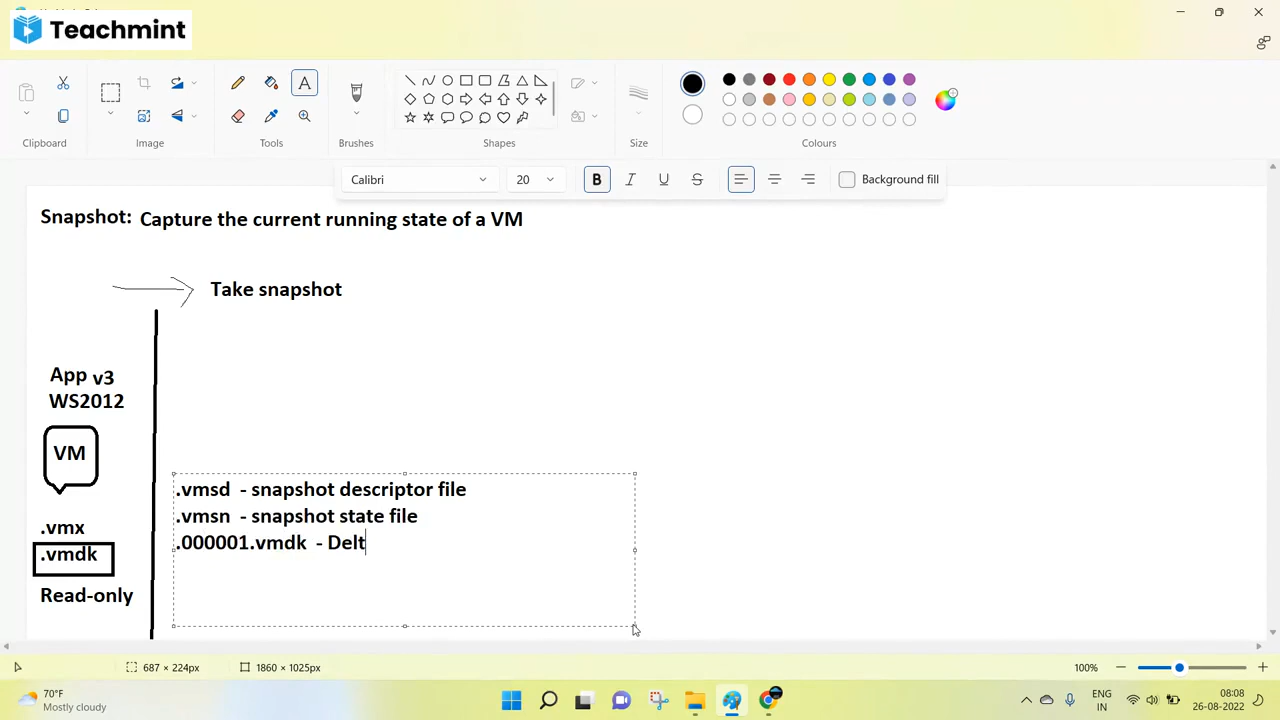 Teachmint
Clipboard
Image
Tools
Brushes
Shapes
Size
Colours
Calibri
20
B
I
U
Background fill
Snapshot: Capture the current running state of a VM
Take snapshot
App v3
WS2012
VM
.vmx
.vmdk
Read-only
.vmsd - snapshot descriptor file
.vmsn - snapshot state file
.000001.vmdk - Delt
687 × 224px
1860 × 1025px
100%
70°F
Mostly cloudy
ENG
IN
08:08
26-08-2022